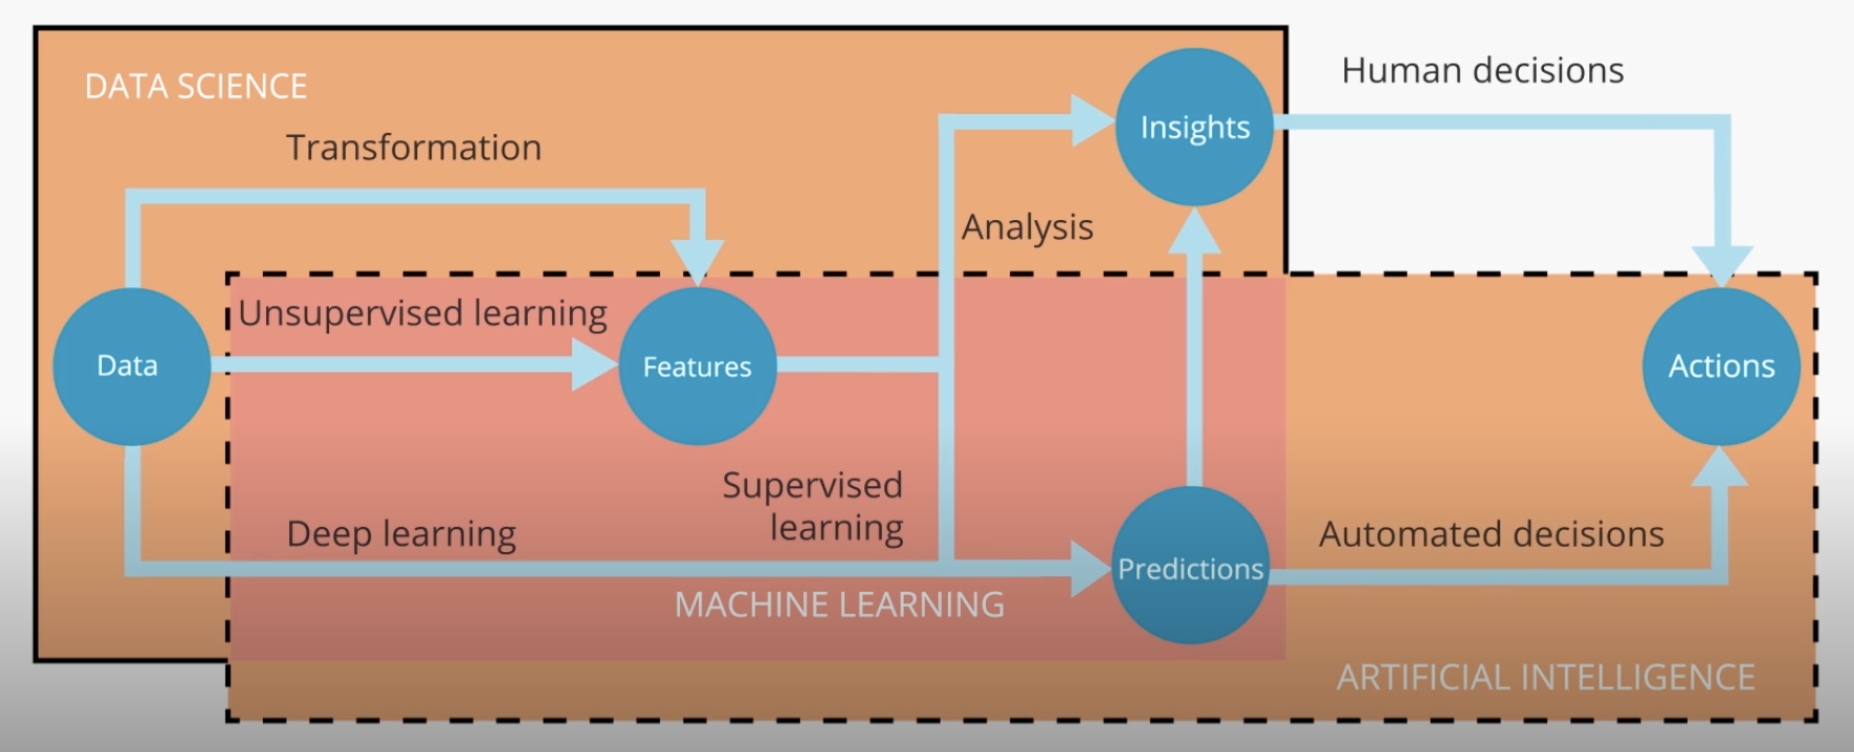 DATA SCIENCE
Transformation
Insights
Human decisions
Analysis
Unsupervised learning
Data
Features
Actions
Supervised
learning
Deep learning
Predictions
Automated decisions
MACHINE LEARNING
ARTIFICIAL INTELLIGENCE